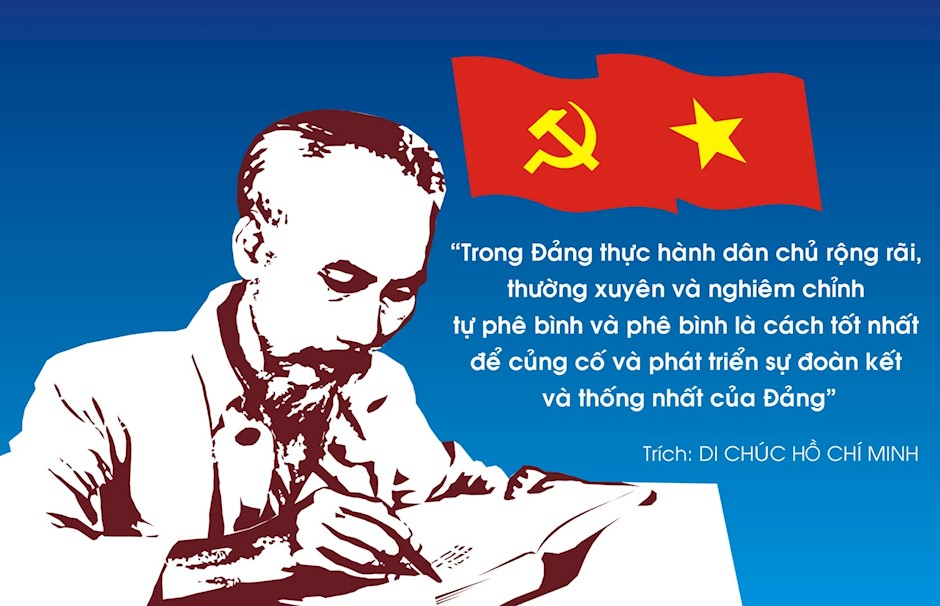 “Trong Đảng thực hành dân chủ rộng rãi,
thường xuyên và nghiêm chỉnh
tự phê bình và phê bình là cách tốt nhất
để củng cố và phát triển sự đoàn kết
và thống nhất của Đảng”
Trích: DI CHÚC HỒ CHÍ MINH